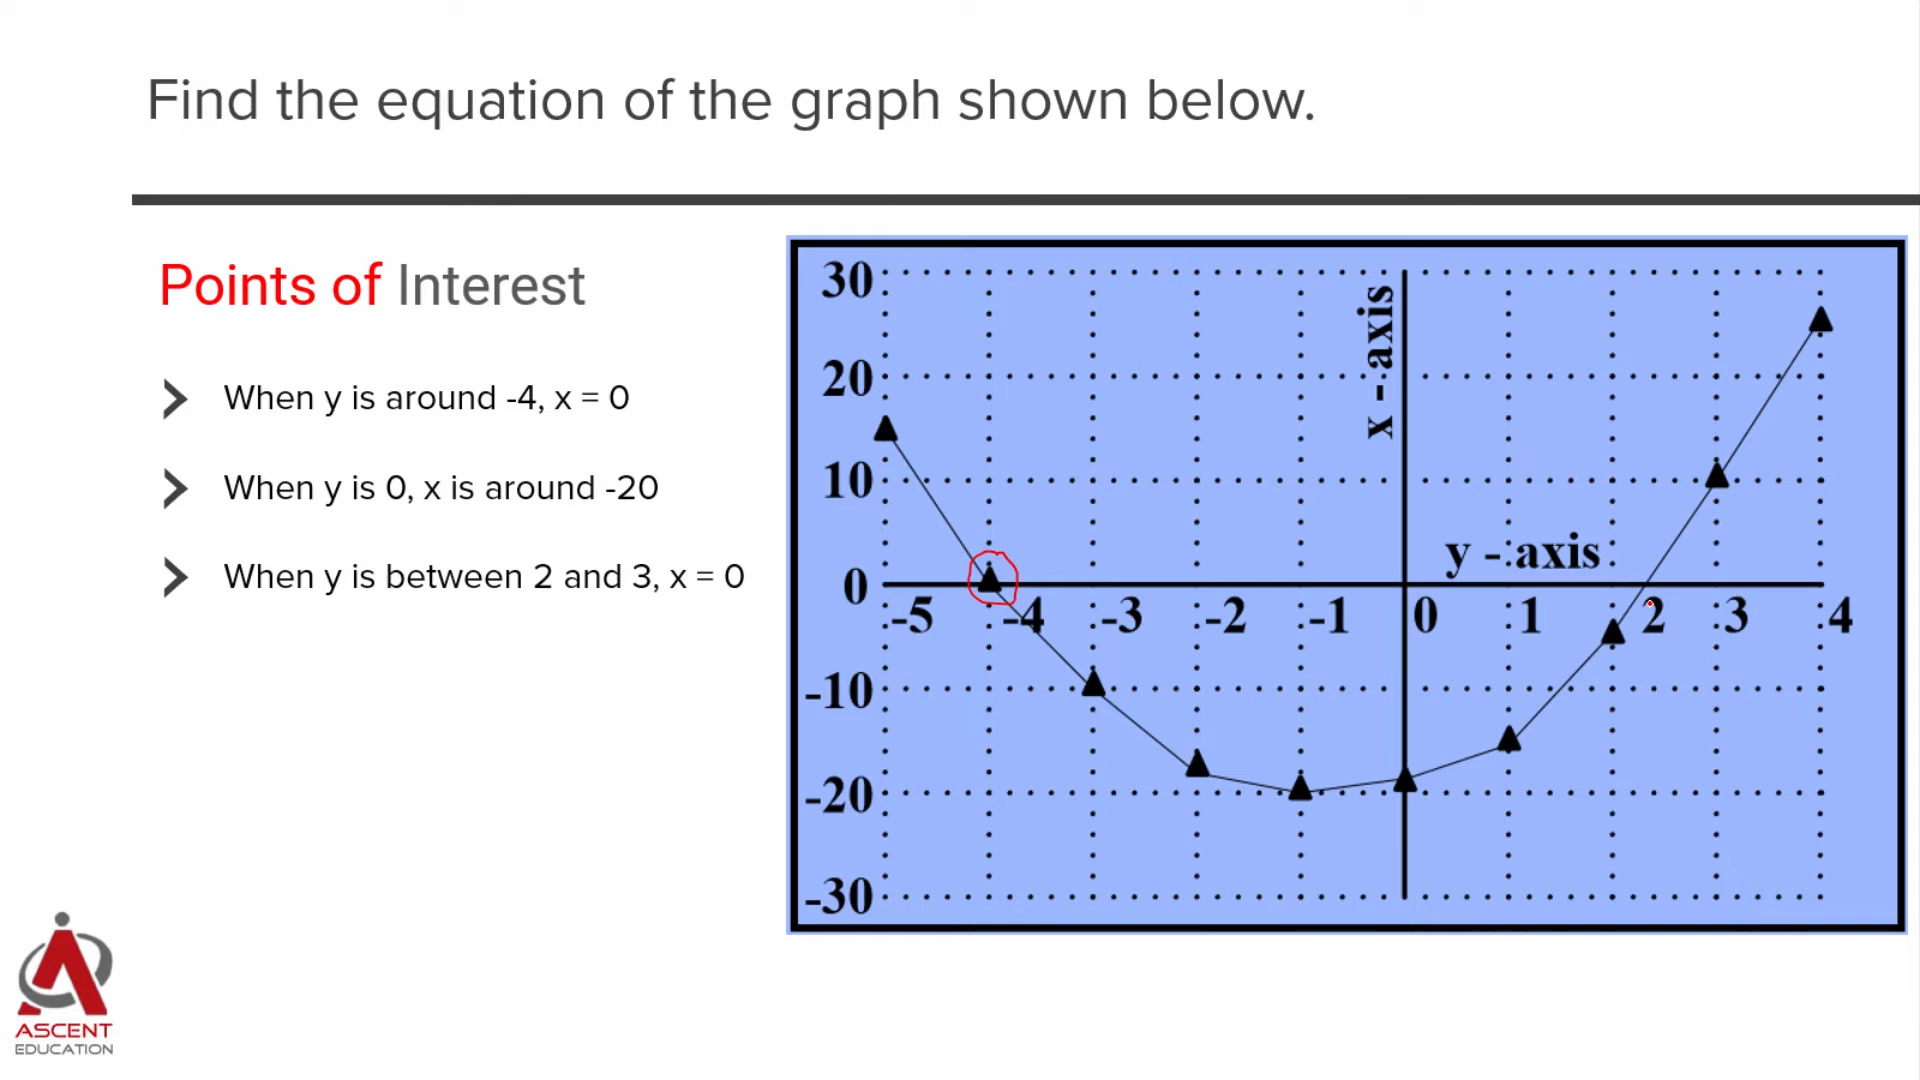 Find the equation of the graph shown below.
Points of Interest
When y is around -4, x = 0
When y is 0, x is around -20
When y is between 2 and 3, x = 0
30
20
10
0
-10
-20
-30
x - axis
y - axis
-5 -4 -3 -2 -1 0 1 2 3 4
ASCENT
EDUCATION